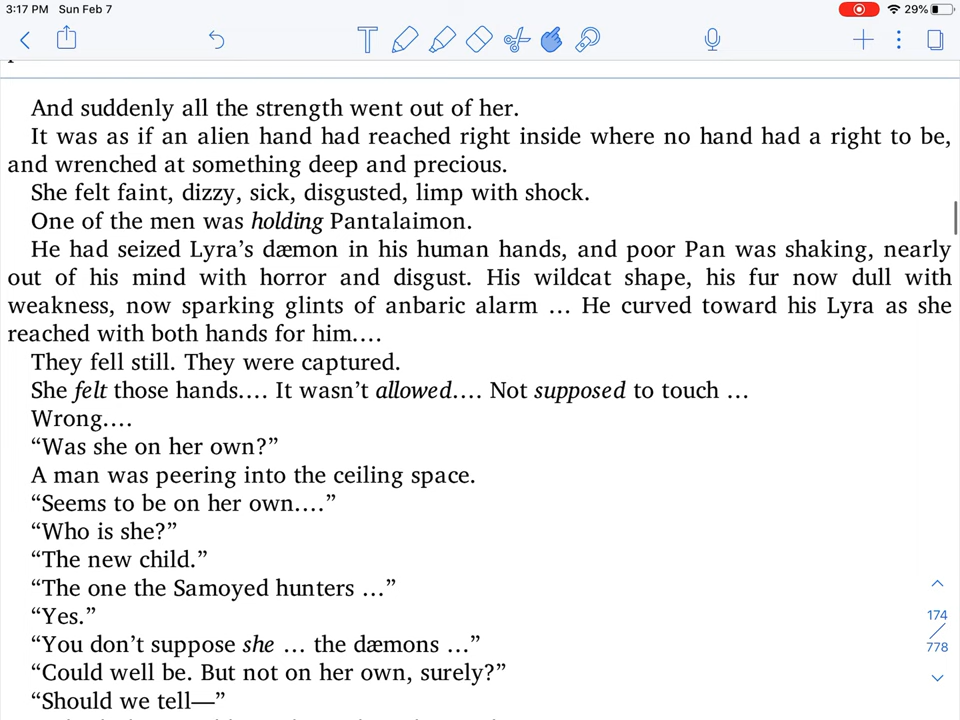 3:17 PM Sun Feb 7
29%
And suddenly all the strength went out of her.
It was as if an alien hand had reached right inside where no hand had a right to be,
and wrenched at something deep and precious.
She felt faint, dizzy, sick, disgusted, limp with shock.
One of the men was holding Pantalaimon.
He had seized Lyra’s dæmon in his human hands, and poor Pan was shaking, nearly
out of his mind with horror and disgust. His wildcat shape, his fur now dull with
weakness, now sparking glints of anbaric alarm … He curved toward his Lyra as she
reached with both hands for him.…
They fell still. They were captured.
She felt those hands.… It wasn’t allowed.… Not supposed to touch …
Wrong.…
“Was she on her own?”
A man was peering into the ceiling space.
“Seems to be on her own.…”
“Who is she?”
“The new child.”
“The one the Samoyed hunters …”
“Yes.”
“You don’t suppose she … the dæmons …”
“Could well be. But not on her own, surely?”
“Should we tell—”
174
778